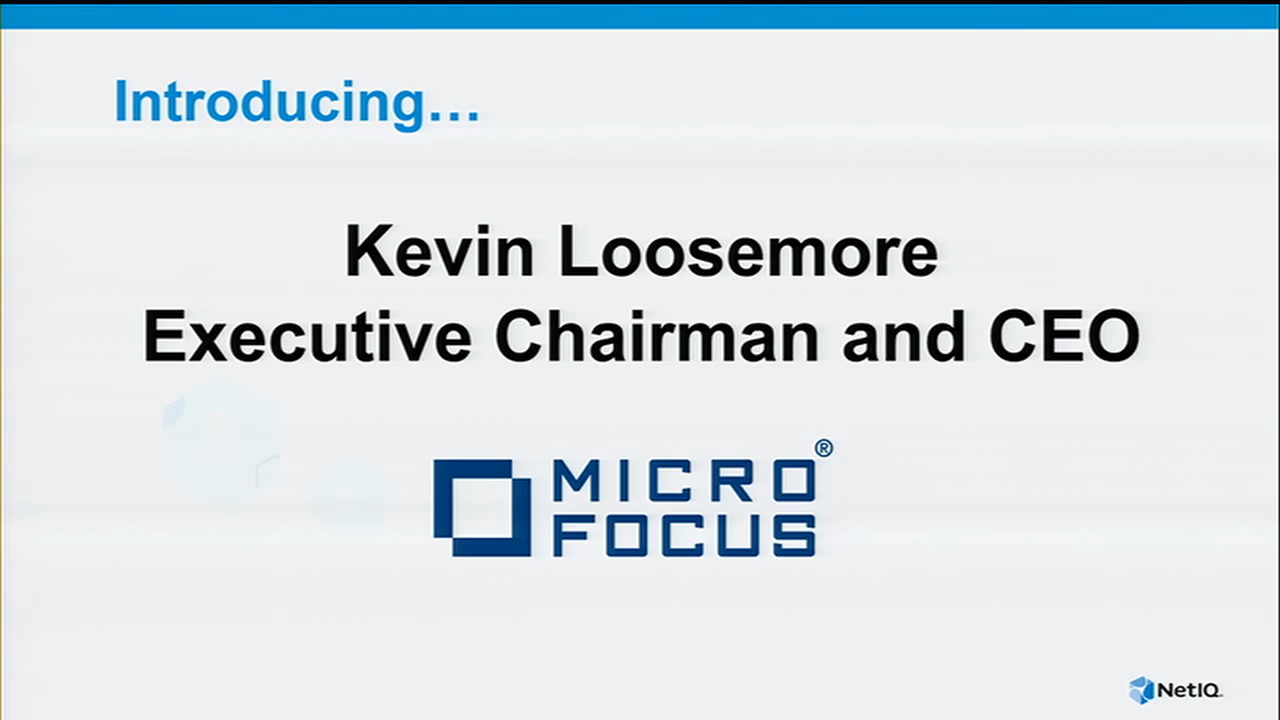 Introducing…
Kevin Loosemore
Executive Chairman and CEO
MICRO
FOCUS®
NetIQ